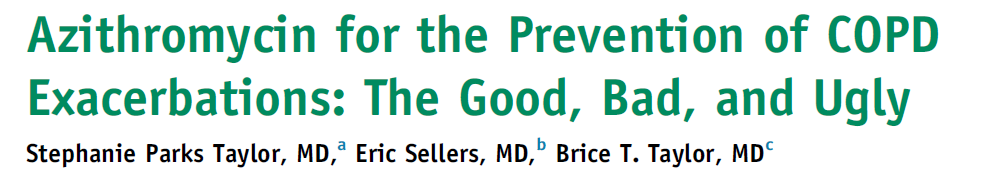 Azithromycin for the Prevention of COPD
Exacerbations: The Good, Bad, and Ugly
Stephanie Parks Taylor, MD,a Eric Sellers, MD,b Brice T. Taylor, MDc